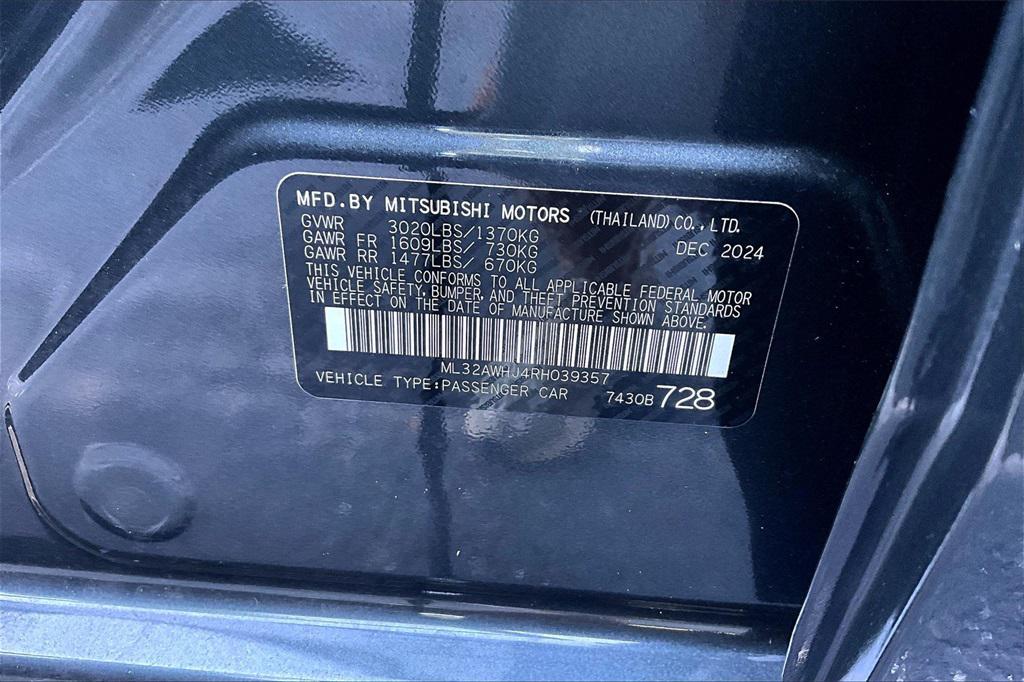 MFD.BY MITSUBISHI MOTORS (THAILAND)CO.,LTD.
GVWR 3020LBS/1370KG DEC 2024
GAWR FR 1609LBS/ 730KG
GAWR RR 1477LBS/ 670KG
THIS VEHICLE CONFORMS TO ALL APPLICABLE FEDERAL MOTOR
VEHICLE SAFETY, BUMPER, AND THEFT PREVENTION STANDARDS
IN EFFECT ON THE DATE OF MANUFACTURE SHOWN ABOVE.
ML32AWHJ4RH039357
VEHICLE TYPE:PASSENGER CAR 7430B 728